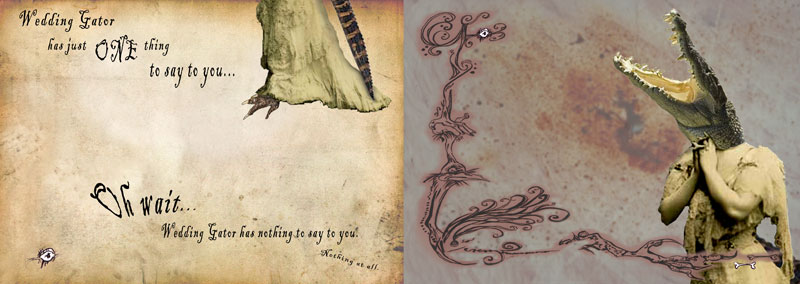 Wedding Gator
has just ONE thing
to say to you...
Oh wait...
Wedding Gator has nothing to say to you.
Nothing at all.